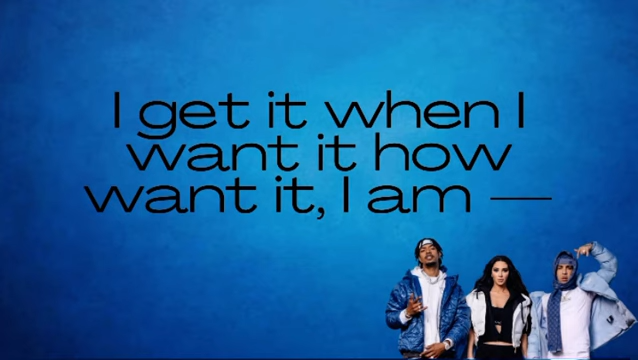 I get it when I
want it how
want it, I am —